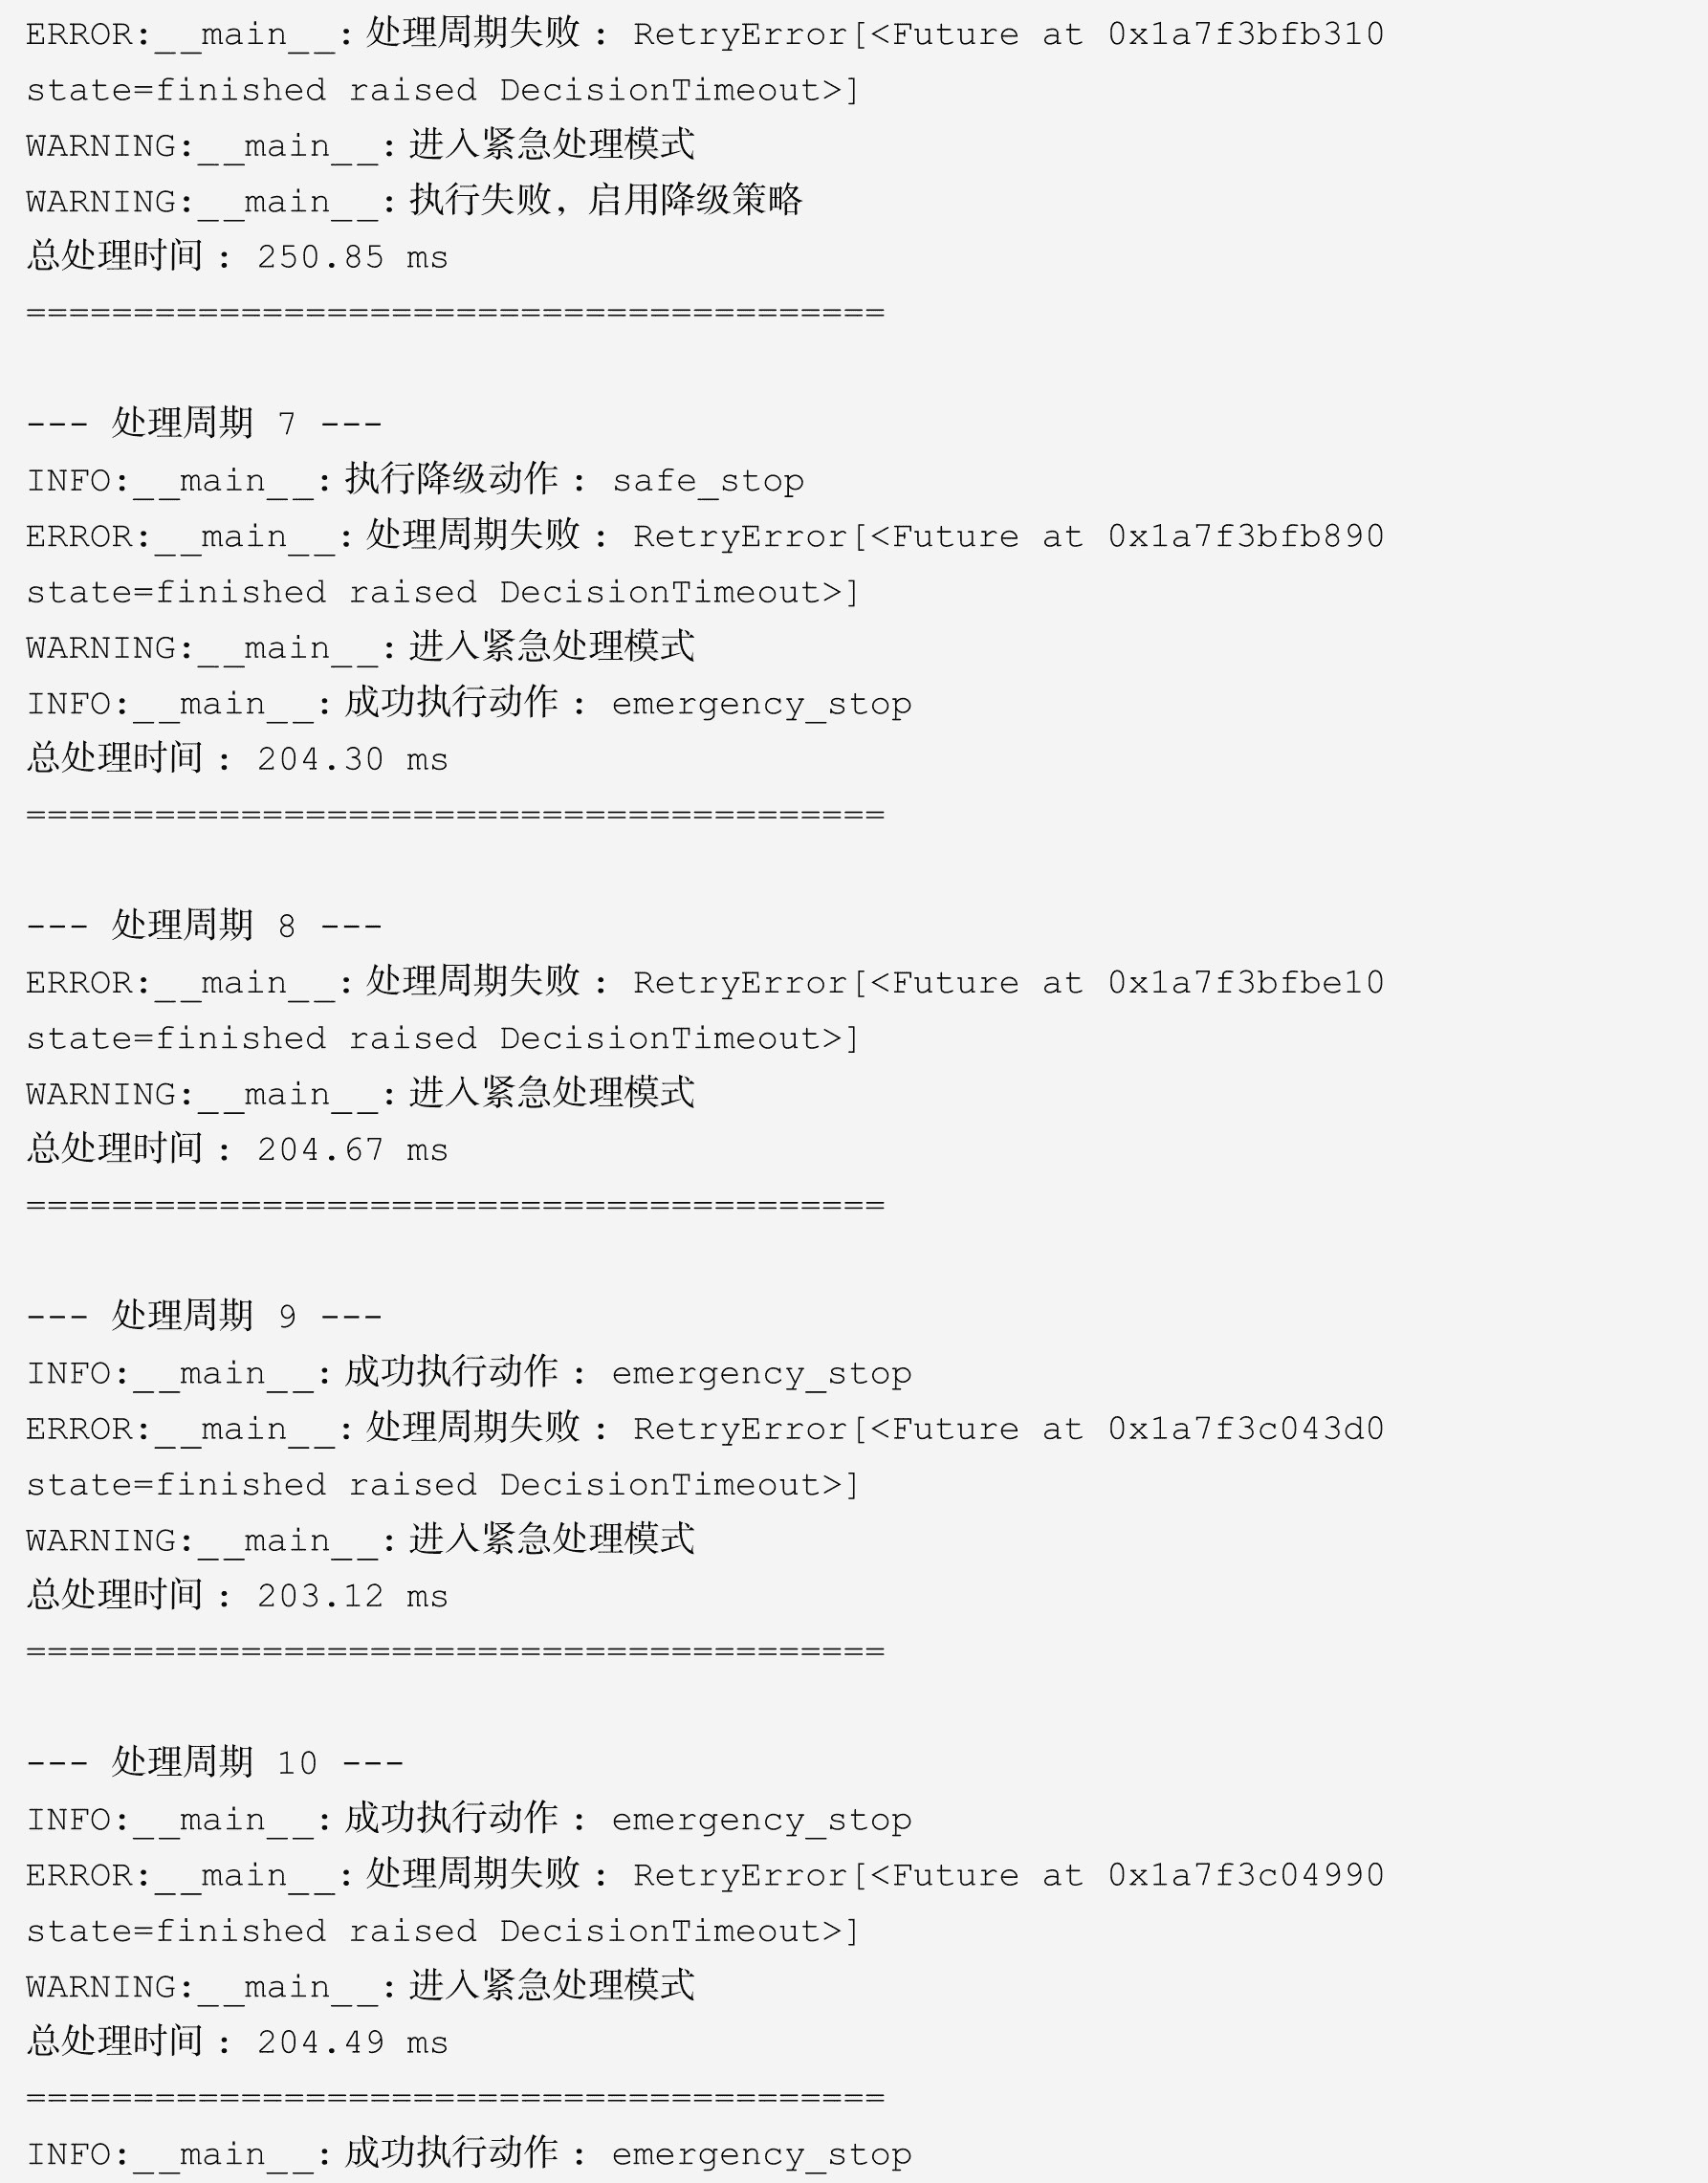 ERROR:__main__:处理周期失败： RetryError[<Future at 0x1a7f3bfb310
state=finished raised DecisionTimeout>]
WARNING:__main__:进入紧急处理模式
WARNING:__main__:执行失败，启用降级策略
总处理时间： 250.85 ms
========================================
--- 处理周期 7 ---
INFO:__main__:执行降级动作： safe_stop
ERROR:__main__:处理周期失败： RetryError[<Future at 0x1a7f3bfb890
state=finished raised DecisionTimeout>]
WARNING:__main__:进入紧急处理模式
INFO:__main__:成功执行动作： emergency_stop
总处理时间： 204.30 ms
========================================
--- 处理周期 8 ---
ERROR:__main__:处理周期失败： RetryError[<Future at 0x1a7f3bfbe10
state=finished raised DecisionTimeout>]
WARNING:__main__:进入紧急处理模式
总处理时间： 204.67 ms
========================================
--- 处理周期 9 ---
INFO:__main__:成功执行动作： emergency_stop
ERROR:__main__:处理周期失败： RetryError[<Future at 0x1a7f3c043d0
state=finished raised DecisionTimeout>]
WARNING:__main__:进入紧急处理模式
总处理时间： 203.12 ms
========================================
--- 处理周期 10 ---
INFO:__main__:成功执行动作： emergency_stop
ERROR:__main__:处理周期失败： RetryError[<Future at 0x1a7f3c04990
state=finished raised DecisionTimeout>]
WARNING:__main__:进入紧急处理模式
总处理时间： 204.49 ms
========================================
INFO:__main__:成功执行动作： emergency_stop